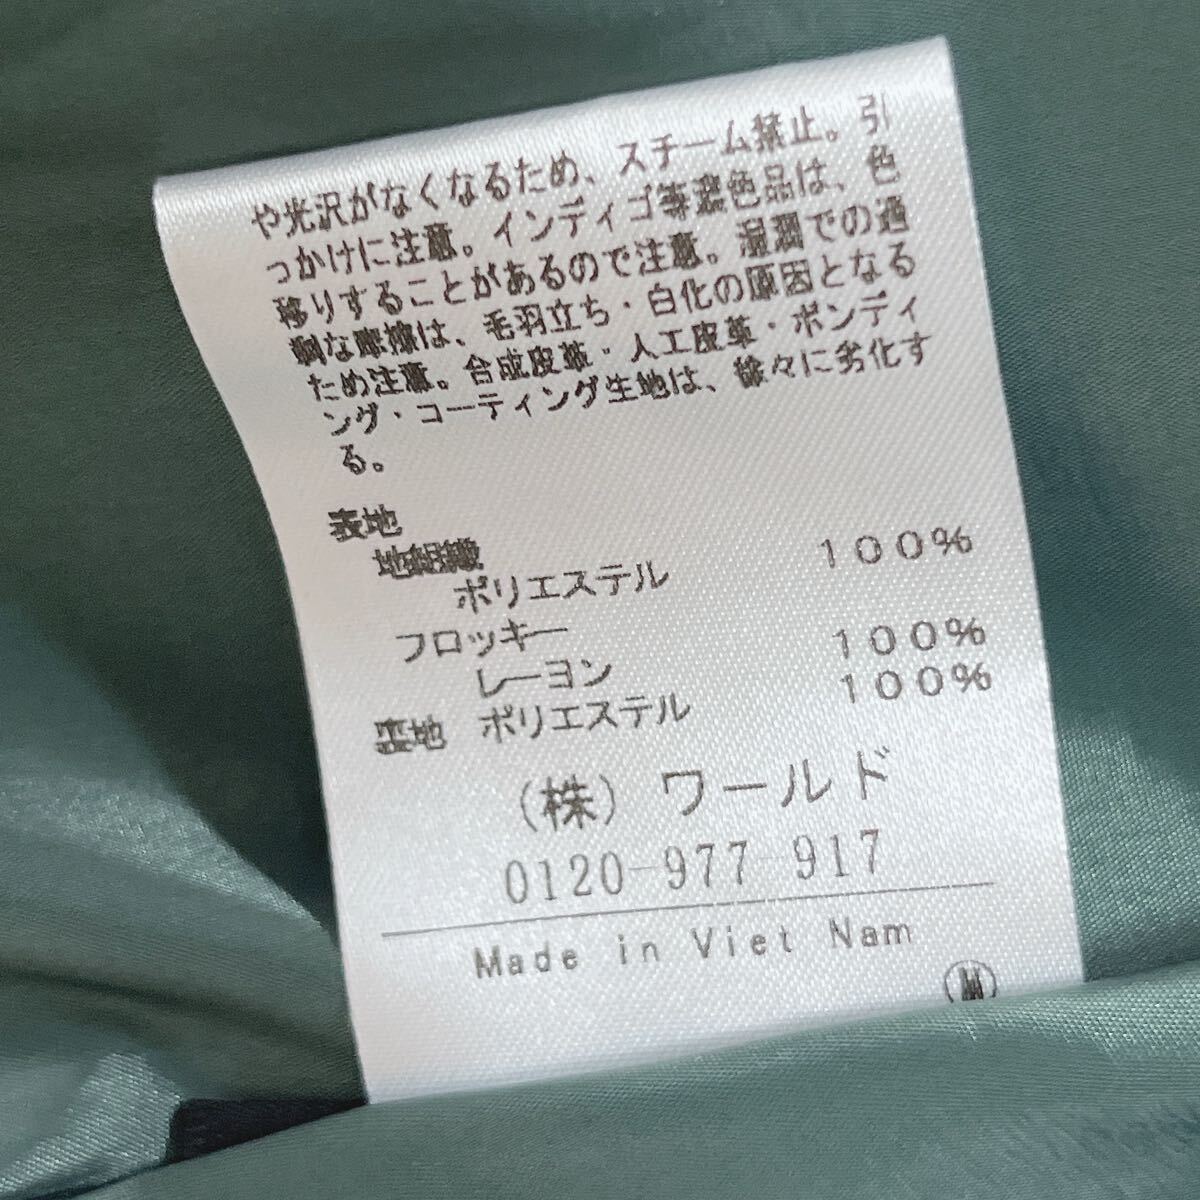 や光沢がなくなるため、スチーム禁止。引
っかけに注意。インディゴ等濃色品は、色
移りすることがあるので注意。湿潤での過
剰な摩擦は、毛羽立ち・白化の原因となる
ため注意。合成皮革・人工皮革・ボンディ
ング・コーティング生地は、徐々に劣化す
る。
表地
地組織
ポリエステル 100%
フロッキー
レーヨン 100%
裏地 ポリエステル 100%
(株) ワールド
0120-977-917
Made in Viet Nam
M